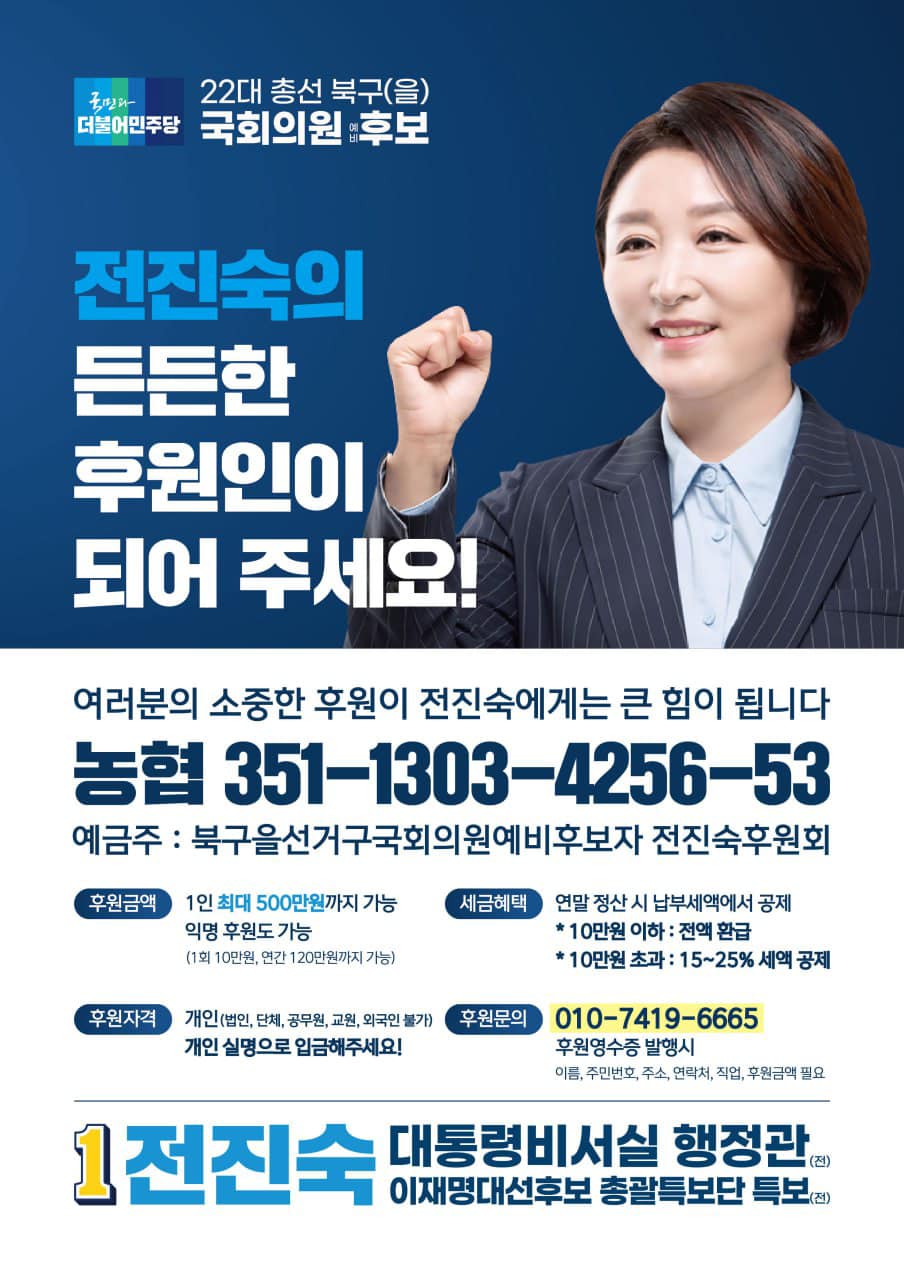 국민과
더불어민주당
22대 총선 북구(을)
국회의원 예비 후보
전진숙의
든든한
후원인이
되어 주세요!
여러분의 소중한 후원이 전진숙에게는 큰 힘이 됩니다
농협 351-1303-4256-53
예금주 : 북구을선거구국회의원예비후보자 전진숙후원회
후원금액 1인 최대 500만원까지 가능
익명 후원도 가능
(1회 10만원, 연간 120만원까지 가능)
세금혜택 연말 정산 시 납부세액에서 공제
* 10만원 이하 : 전액 환급
* 10만원 초과 : 15~25% 세액 공제
후원자격 개인(법인, 단체, 공무원, 교원, 외국인 불가)
개인 실명으로 입금해주세요!
후원문의 010-7419-6665
후원영수증 발행시
이름, 주민번호, 주소, 연락처, 직업, 후원금액 필요
1 전진숙
대통령비서실 행정관(전)
이재명대선후보 총괄특보단 특보(전)